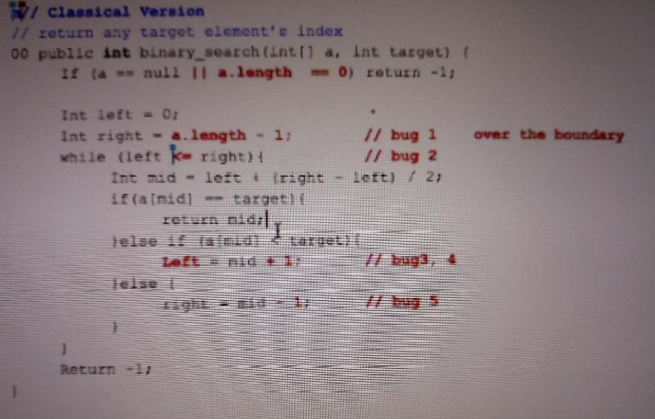 // Classical Version
// return any target element's index
00 public int binary_search(int[] a, int target) {
If (a == null || a.length == 0) return -1;
Int left = 0;
Int right = a.length - 1; // bug 1 over the boundary
while (left <= right){ // bug 2
Int mid = left + (right - left) / 2;
if(a[mid] == target){
return mid;
}else if (a[mid] < target){
Left = mid + 1; // bug3, 4
}else {
right = mid - 1; // bug 5
}
}
Return -1;
}